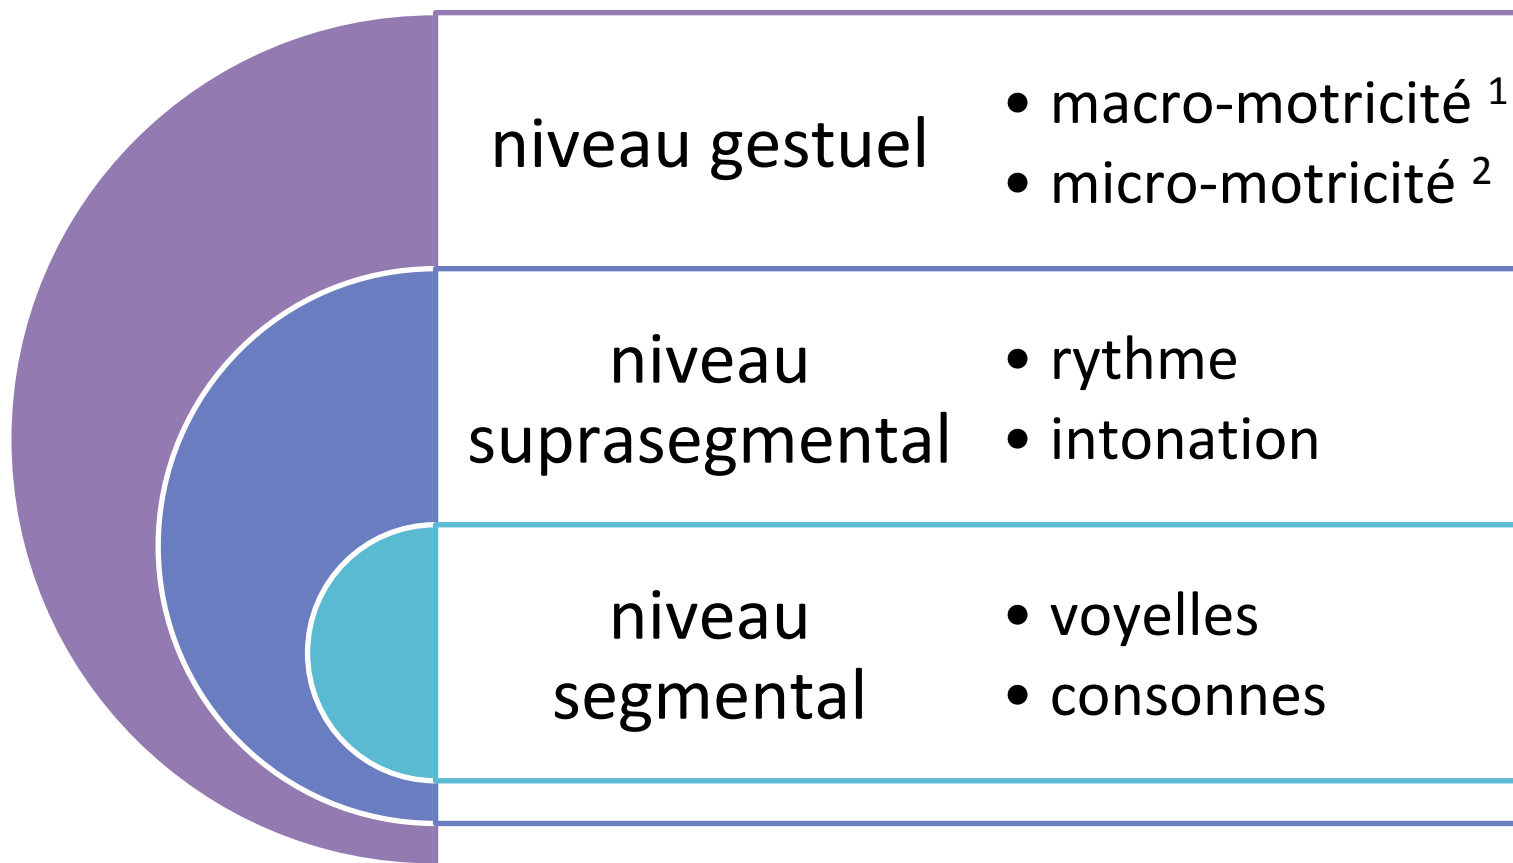 niveau gestuel
• macro-motricité ¹
• micro-motricité ²
niveau
suprasegmental
• rythme
• intonation
niveau
segmental
• voyelles
• consonnes